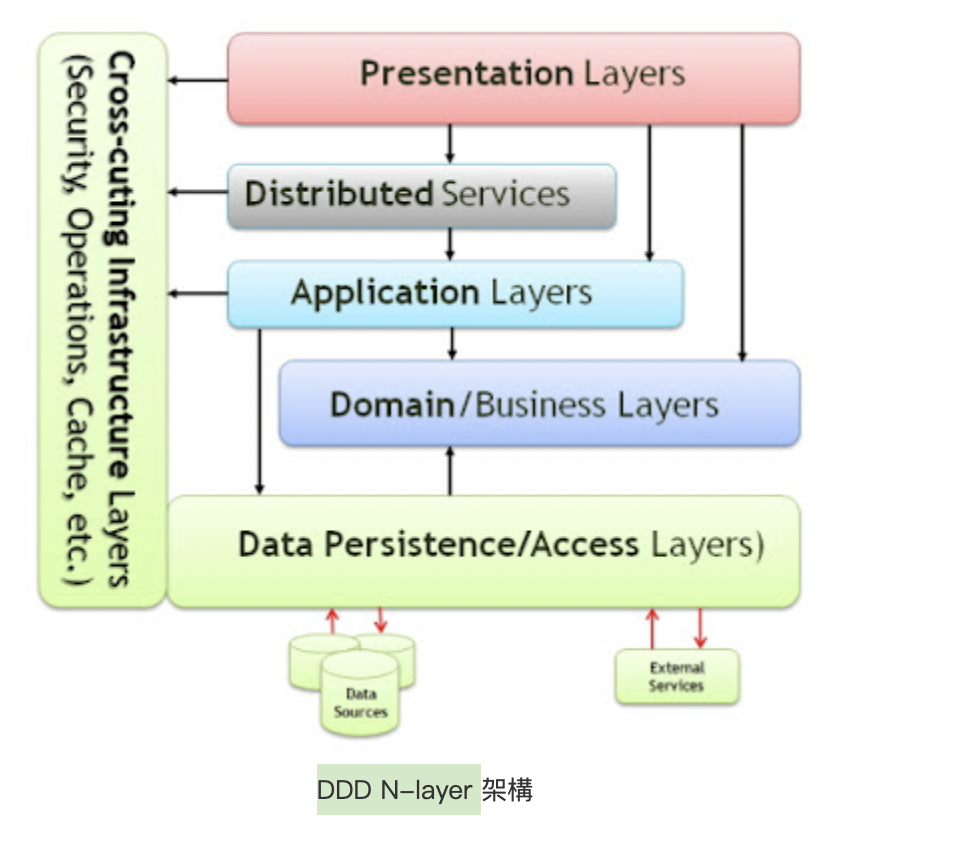 Cross-cuting Infrastructure Layers
(Security, Operations, Cache, etc.)
Presentation Layers
Distributed Services
Application Layers
Domain/Business Layers
Data Persistence/Access Layers)
Data
Sources
External
Services
DDD N–layer 架構